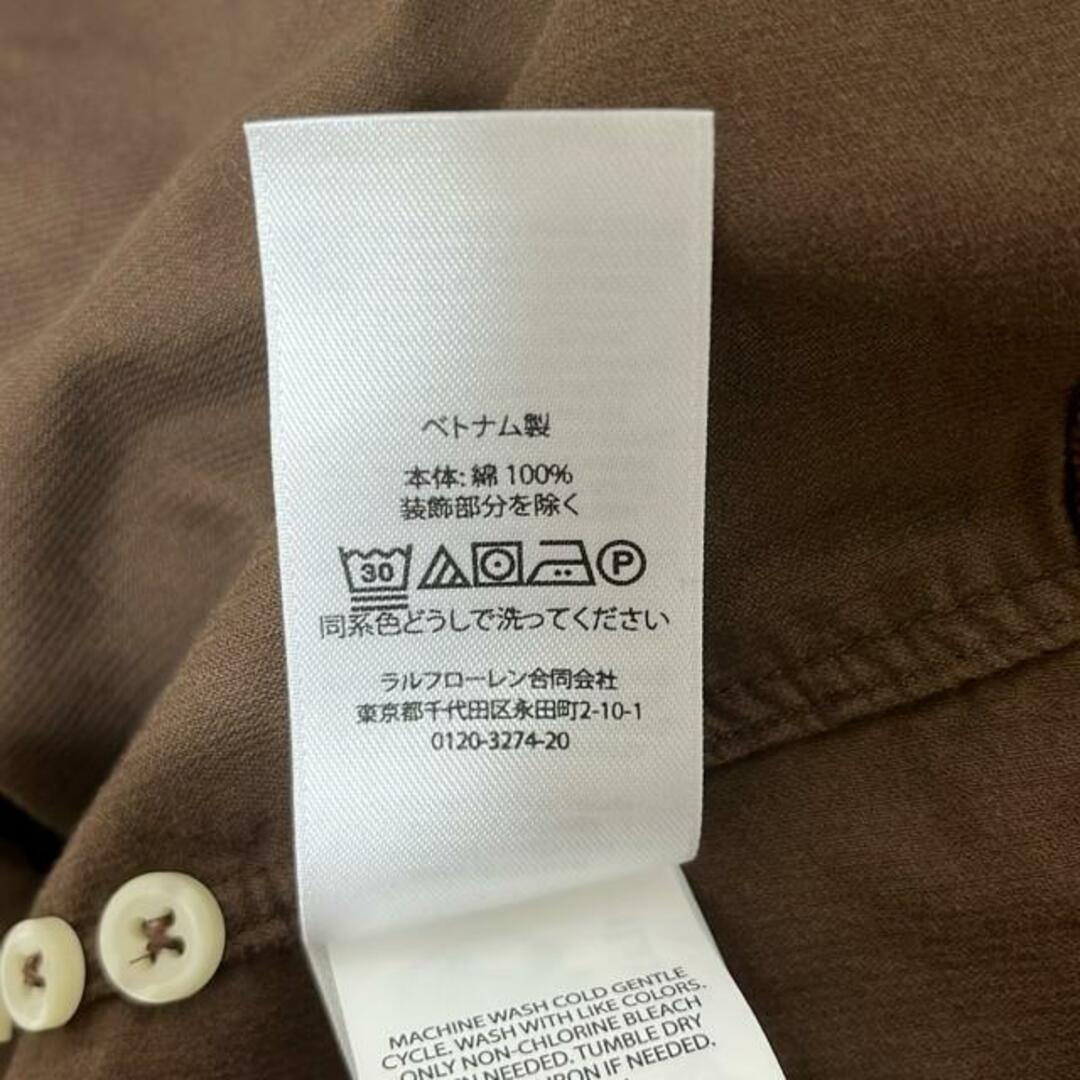 ベトナム製
本体: 綿 100%
装飾部分を除く
30 P
同系色どうしで洗ってください
ラルフローレン合同会社
東京都千代田区永田町2-10-1
0120-3274-20
MACHINE WASH COLD GENTLE
CYCLE, WASH WITH LIKE COLORS.
ONLY NON-CHLORINE BLEACH
NEEDED. TUMBLE DRY
IRON IF NEEDED.